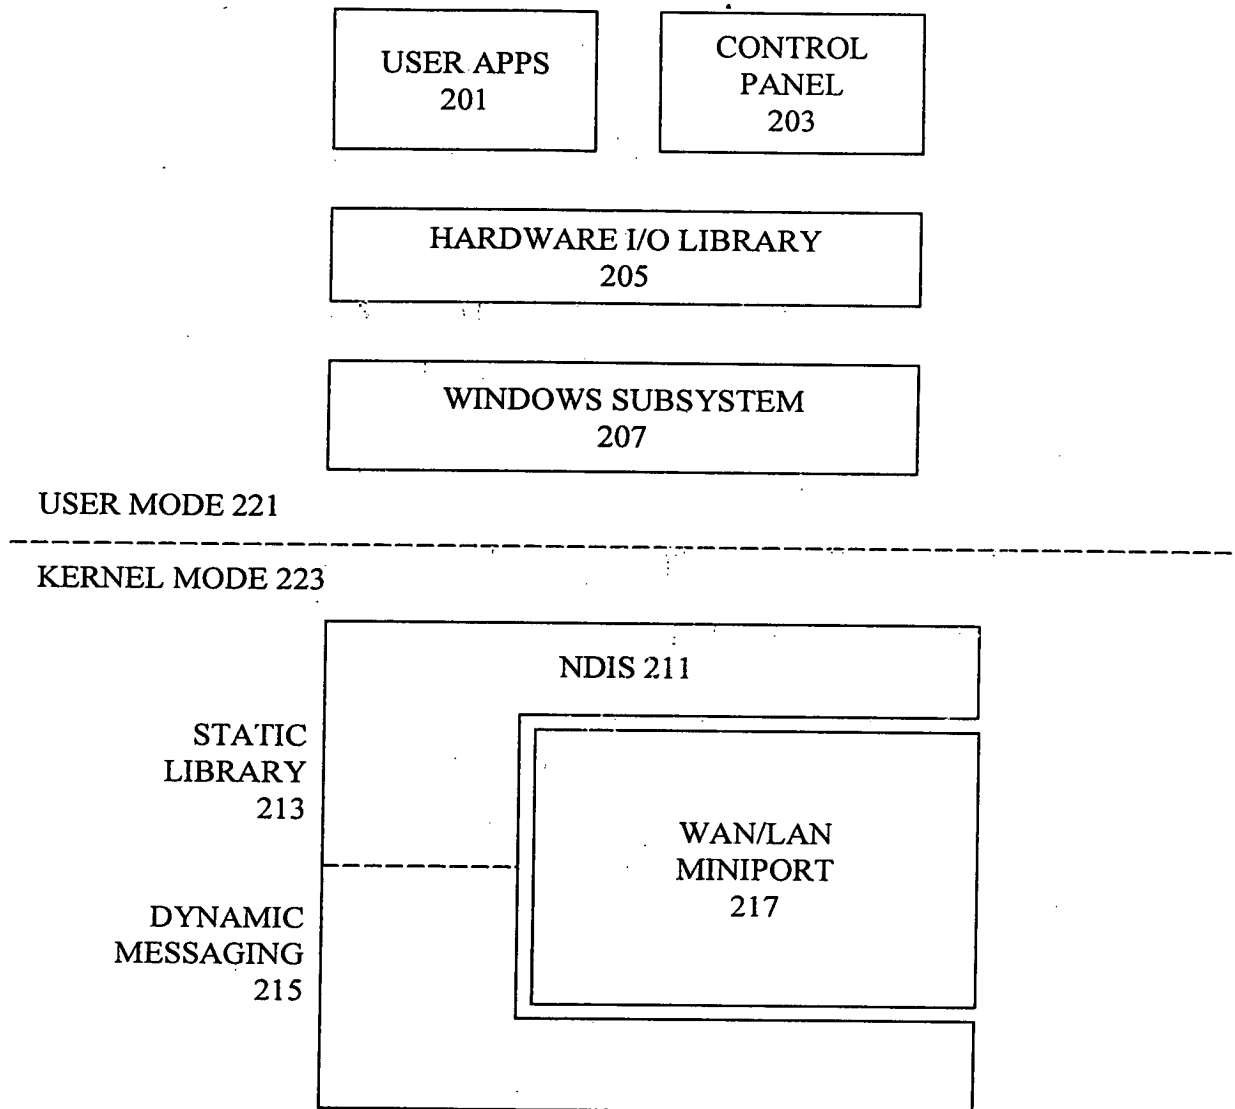 USER APPS
201
CONTROL
PANEL
203
HARDWARE I/O LIBRARY
205
WINDOWS SUBSYSTEM
207
USER MODE 221
KERNEL MODE 223
NDIS 211
STATIC
LIBRARY
213
WAN/LAN
MINIPORT
217
DYNAMIC
MESSAGING
215